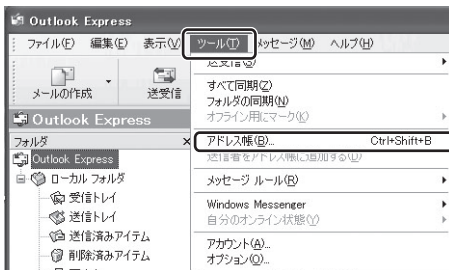 Outlook Express
ファイル(F) 編集(E) 表示(V) ツール(T) メッセージ(M) ヘルプ(H)
メールの作成
送受信
Outlook Express
フォルダ ×
Outlook Express
ローカル フォルダ
受信トレイ
送信トレイ
送信済みアイテム
削除済みアイテム
送受信(S)
すべて同期(Z)
フォルダの同期(N)
オフライン用にマーク(K)
アドレス帳(B)... Ctrl+Shift+B
送信者をアドレス帳に追加する(D)
メッセージ ルール(R)
Windows Messenger
自分のオンライン状態(Y)
アカウント(A)...
オプション(O)...